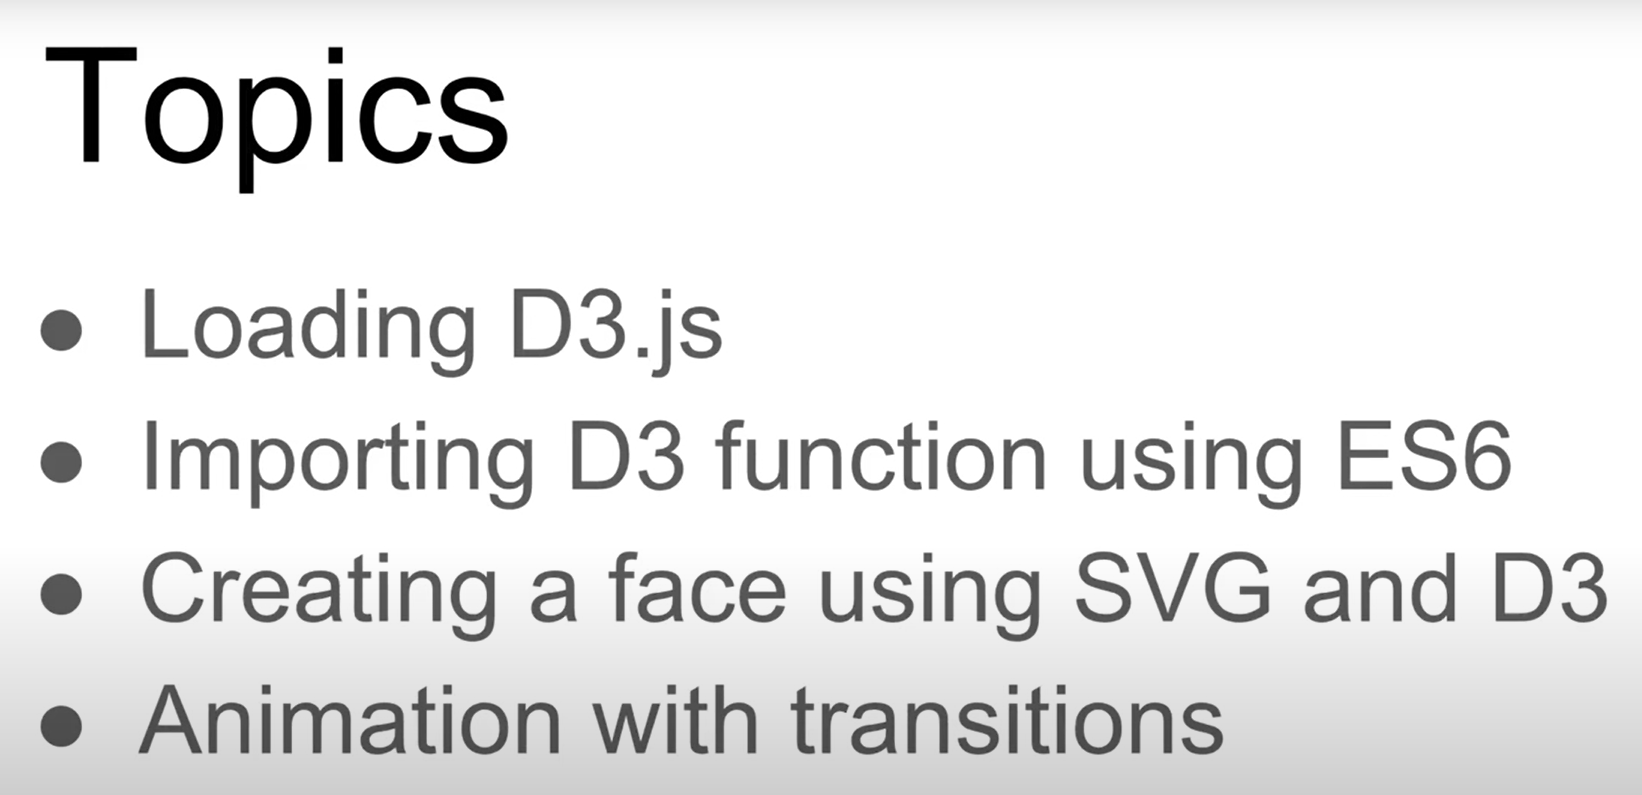 Topics
● Loading D3.js
● Importing D3 function using ES6
● Creating a face using SVG and D3
● Animation with transitions